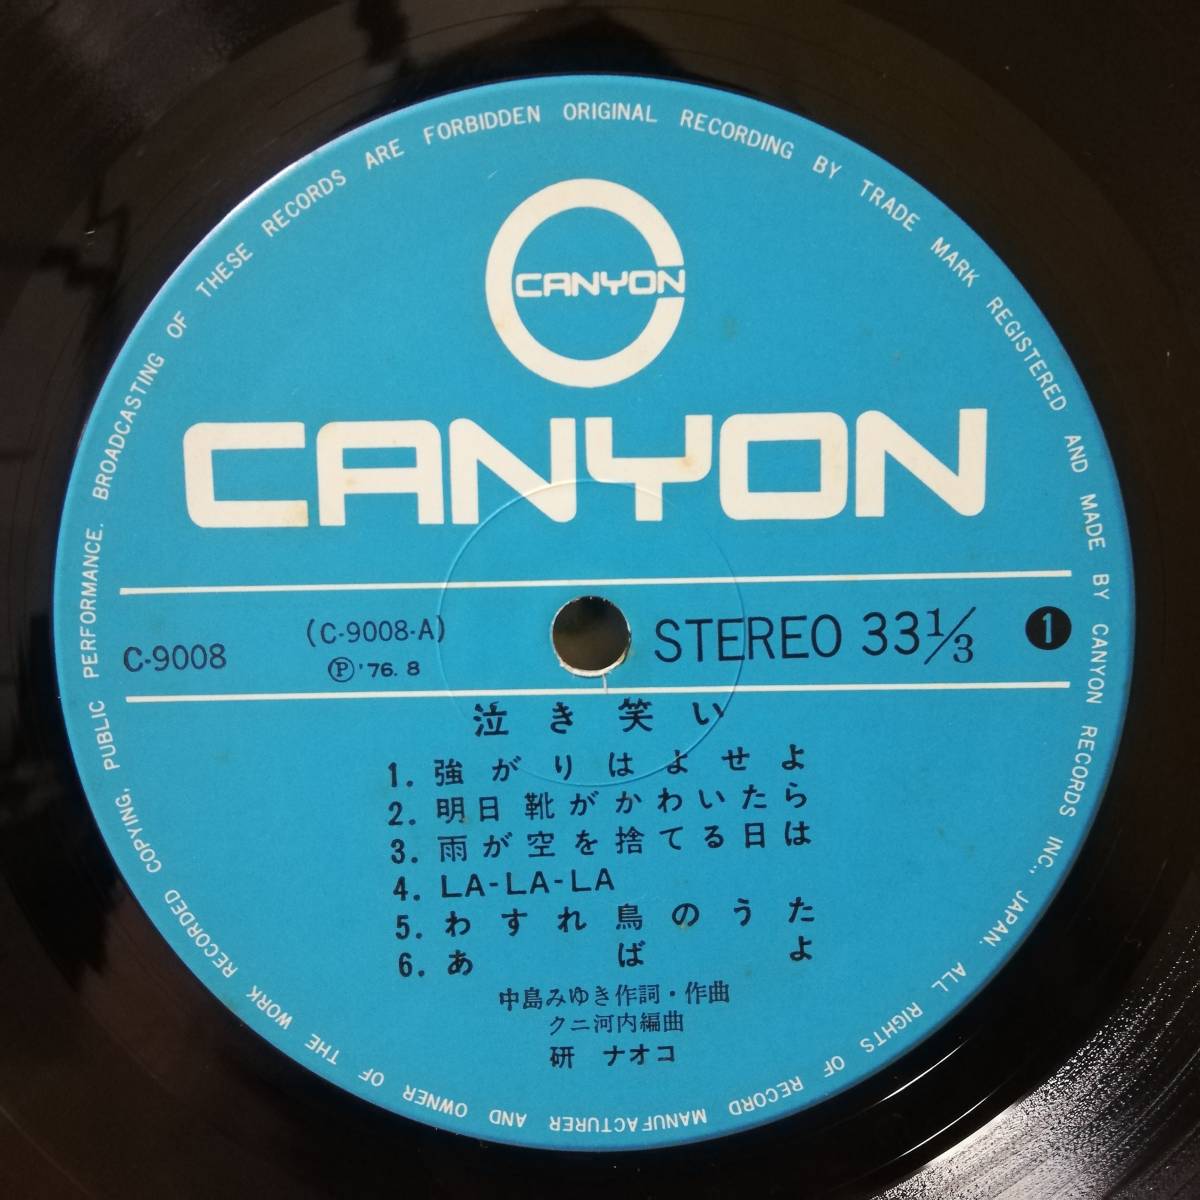 BROADCASTING OF THESE RECORDS ARE FORBIDDEN ORIGINAL RECORDING BY TRADE MARK REGISTERED AND MADE BY CANYON RECORDS INC., JAPAN. ALL RIGHTS OF RECORD MANUFACTURER AND OWNER OF THE WORK RECORDED COPYING, PUBLIC PERFORMANCE.
CANYON
CANYON
C-9008
(C-9008-A)
Ⓟ'76. 8
STEREO 33⅓
1
泣き笑い
1. 強がりはよせよ
2. 明日靴がかわいたら
3. 雨が空を捨てる日は
4. LA-LA-LA
5. わすれ鳥のうた
6. あばよ
中島みゆき作詞・作曲
クニ河内編曲
研 ナオコ